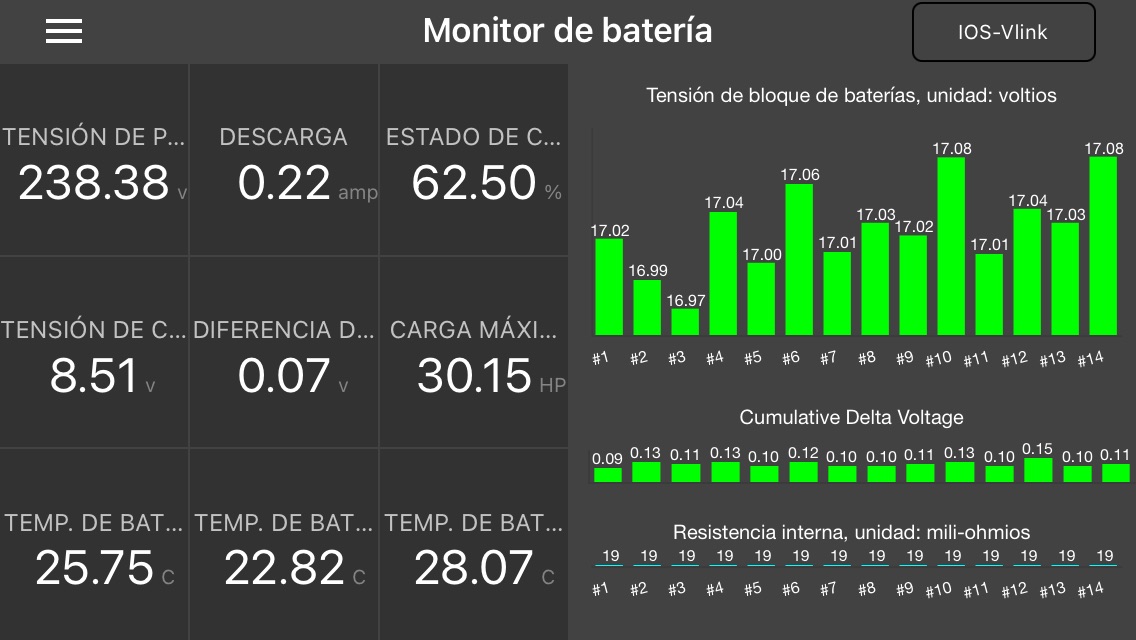 Monitor de batería
IOS-Vlink
TENSIÓN DE P...
238.38 v
DESCARGA
0.22 amp
ESTADO DE C...
62.50 %
TENSIÓN DE C...
8.51 v
DIFERENCIA D...
0.07 v
CARGA MÁXI...
30.15 HP
TEMP. DE BAT...
25.75 C
TEMP. DE BAT...
22.82 C
TEMP. DE BAT...
28.07 C
Tensión de bloque de baterías, unidad: voltios
17.02 16.99 16.97 17.04 17.00 17.06 17.01 17.03 17.02 17.08 17.01 17.04 17.03 17.08
#1 #2 #3 #4 #5 #6 #7 #8 #9 #10 #11 #12 #13 #14
Cumulative Delta Voltage
0.09 0.13 0.11 0.13 0.10 0.12 0.10 0.10 0.11 0.13 0.10 0.15 0.10 0.11
Resistencia interna, unidad: mili-ohmios
19 19 19 19 19 19 19 19 19 19 19 19 19 19
#1 #2 #3 #4 #5 #6 #7 #8 #9 #10 #11 #12 #13 #14